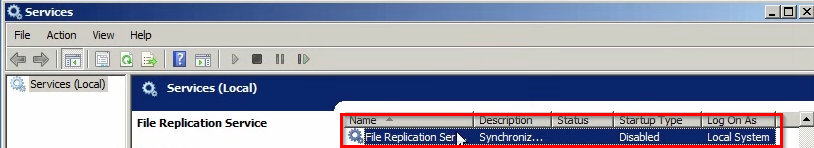 Services
File Action View Help
Services (Local)
Services (Local)
File Replication Service
Name Description Status Startup Type Log On As
File Replication Ser Synchroniz... Disabled Local System